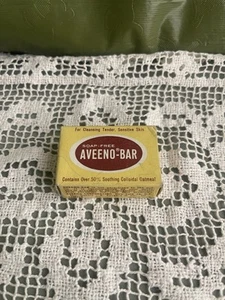 For Cleansing Tender, Sensitive Skin
SOAP-FREE
AVEENO-BAR
Contains Over 50% Soothing Colloidal Oatmeal